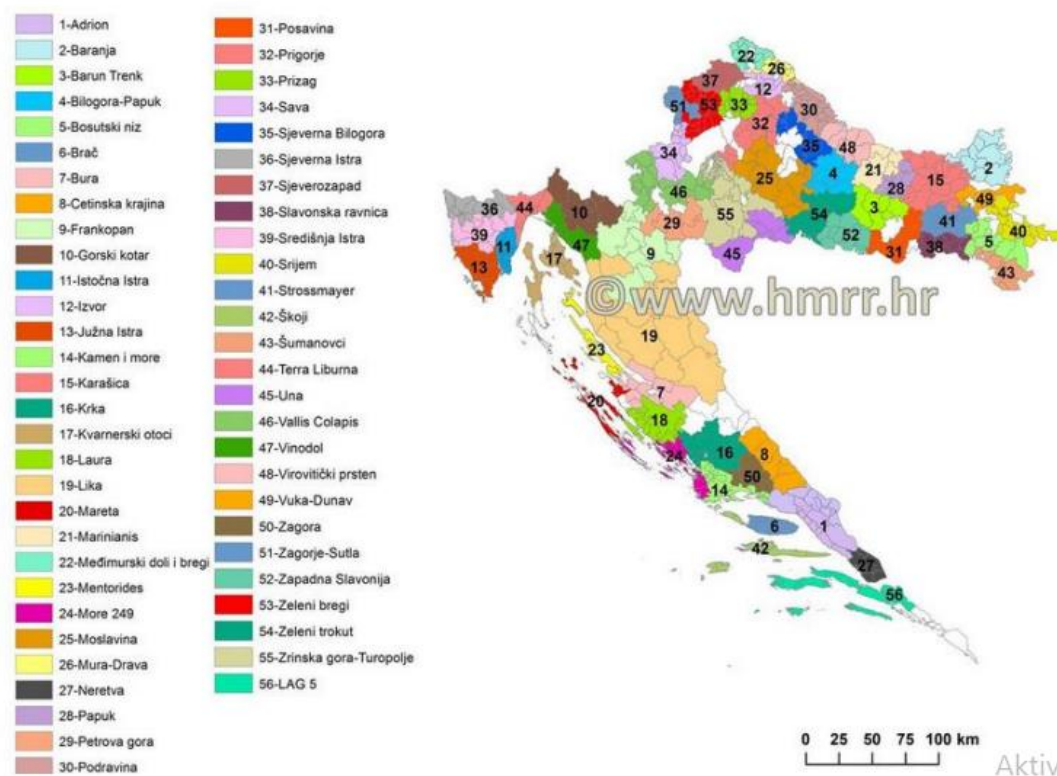 1-Adrion
2-Baranja
3-Barun Trenk
4-Bilogora-Papuk
5-Bosutski niz
6-Brač
7-Bura
8-Cetinska krajina
9-Frankopan
10-Gorski kotar
11-Istočna Istra
12-Izvor
13-Južna Istra
14-Kamen i more
15-Karašica
16-Krka
17-Kvarnerski otoci
18-Laura
19-Lika
20-Mareta
21-Marinianis
22-Međimurski doli i bregi
23-Mentorides
24-More 249
25-Moslavina
26-Mura-Drava
27-Neretva
28-Papuk
29-Petrova gora
30-Podravina
31-Posavina
32-Prigorje
33-Prizag
34-Sava
35-Sjeverna Bilogora
36-Sjeverna Istra
37-Sjeverozapad
38-Slavonska ravnica
39-Središnja Istra
40-Srijem
41-Strossmayer
42-Škoji
43-Šumanovci
44-Terra Liburna
45-Una
46-Vallis Colapis
47-Vinodol
48-Virovitički prsten
49-Vuka-Dunav
50-Zagora
51-Zagorje-Sutla
52-Zapadna Slavonija
53-Zeleni bregi
54-Zeleni trokut
55-Zrinska gora-Turopolje
56-LAG 5
22
26
37
12
51
53
33
30
32
34
35
48
21
2
4
28
15
25
46
36
44
10
29
55
54
3
49
41
40
39
11
52
31
38
5
13
17
47
9
45
43
©www.hmrr.hr
19
23
7
20
18
24
16
8
50
14
6
1
42
27
56
0 25 50 75 100 km
Aktiv